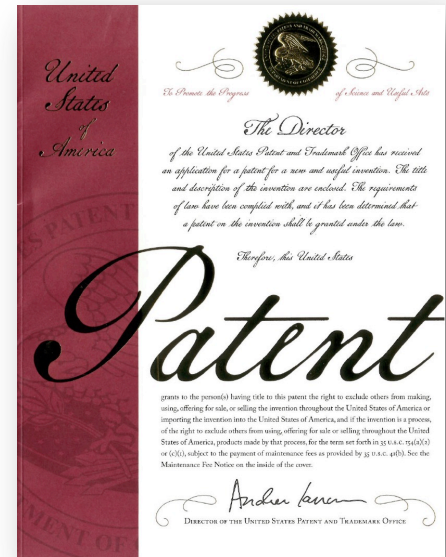 United
States
of
America
To Promote the Progress
of Science and Useful Arts
The Director
of the United States Patent and Trademark Office has received
an application for a patent for a new and useful invention. The title
and description of the invention are enclosed. The requirements
of law have been complied with, and it has been determined that
a patent on the invention shall be granted under the law.
Therefore, this United States
Patent
grants to the person(s) having title to this patent the right to exclude others from making,
using, offering for sale, or selling the invention throughout the United States of America or
importing the invention into the United States of America, and if the invention is a process,
of the right to exclude others from using, offering for sale or selling throughout the United
States of America, products made by that process, for the term set forth in 35 U.S.C. 154(a)(2)
or (c)(1), subject to the payment of maintenance fees as provided by 35 U.S.C. 41(b). See the
Maintenance Fee Notice on the inside of the cover.
Director of the United States Patent and Trademark Office